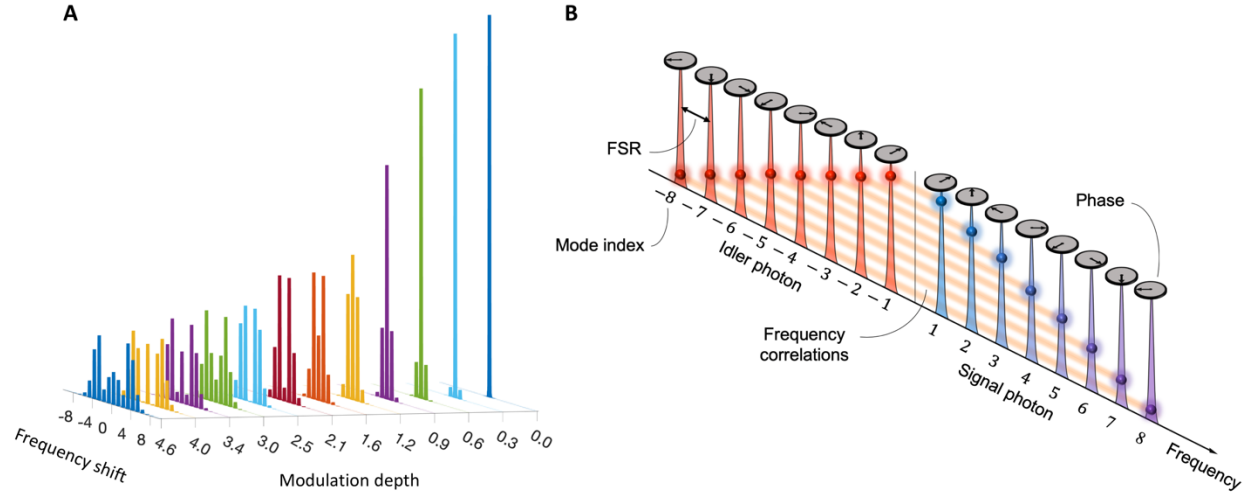 A
-8
-4
0
4
8
Frequency shift
4.6
4.0
3.4
3.0
2.5
2.1
1.6
1.2
0.9
0.6
0.3
0.0
Modulation depth
B
FSR
Mode index
−8
−7
−6
−5
−4
−3
−2
−1
Idler photon
Frequency
correlations
Phase
1
2
3
4
5
6
7
8
Signal photon
Frequency